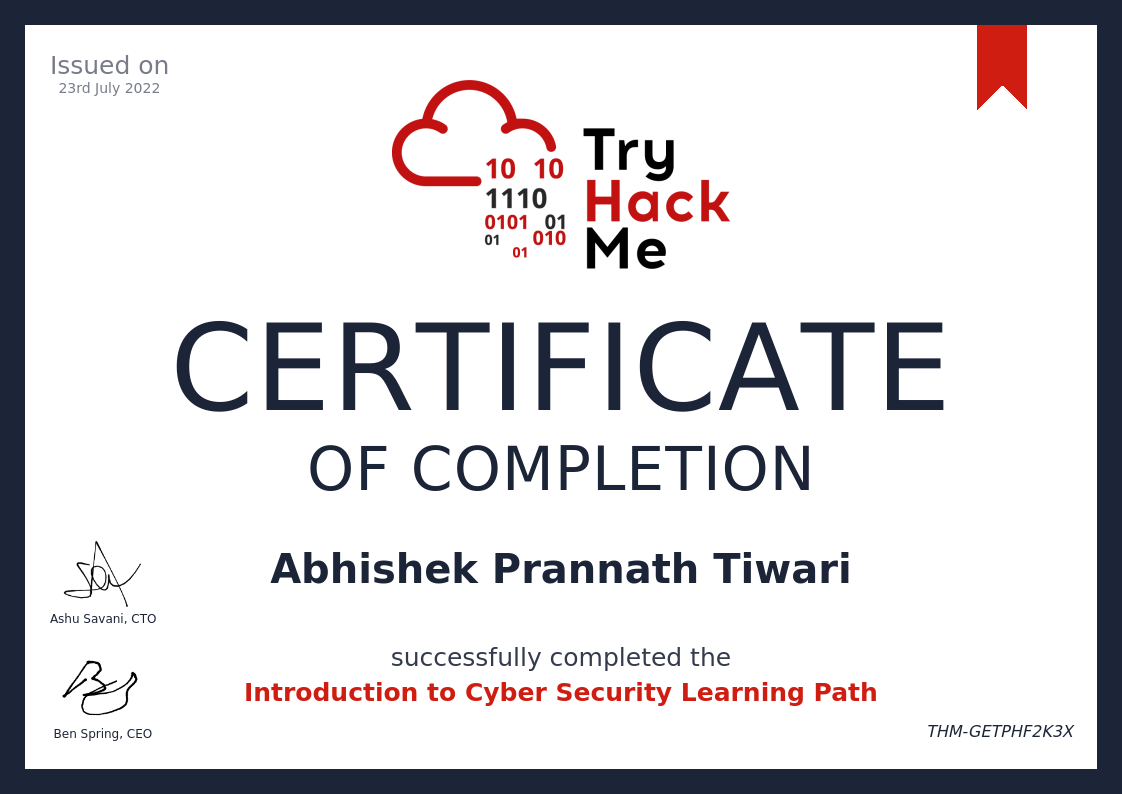 Issued on
23rd July 2022
10 10
1110
0101 01
01 010
01
Try
Hack
Me
CERTIFICATE
OF COMPLETION
Abhishek Prannath Tiwari
Ashu Savani, CTO
successfully completed the
Introduction to Cyber Security Learning Path
Ben Spring, CEO
THM-GETPHF2K3X